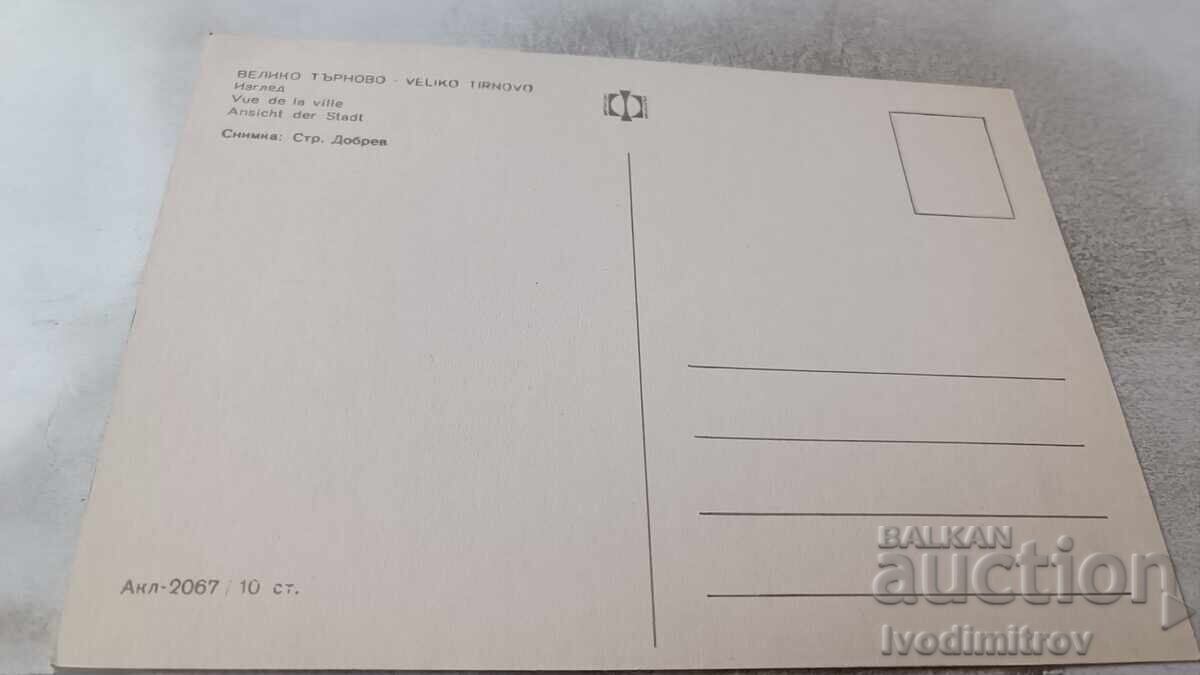 ВЕЛИКО ТЪРНОВО - VELIKO TIRNOVO
Изглед
Vue de la ville
Ansicht der Stadt
Снимка: Стр. Добрев
Акл-2067 / 10 ст.
BALKAN
auction
Ivodimitrov